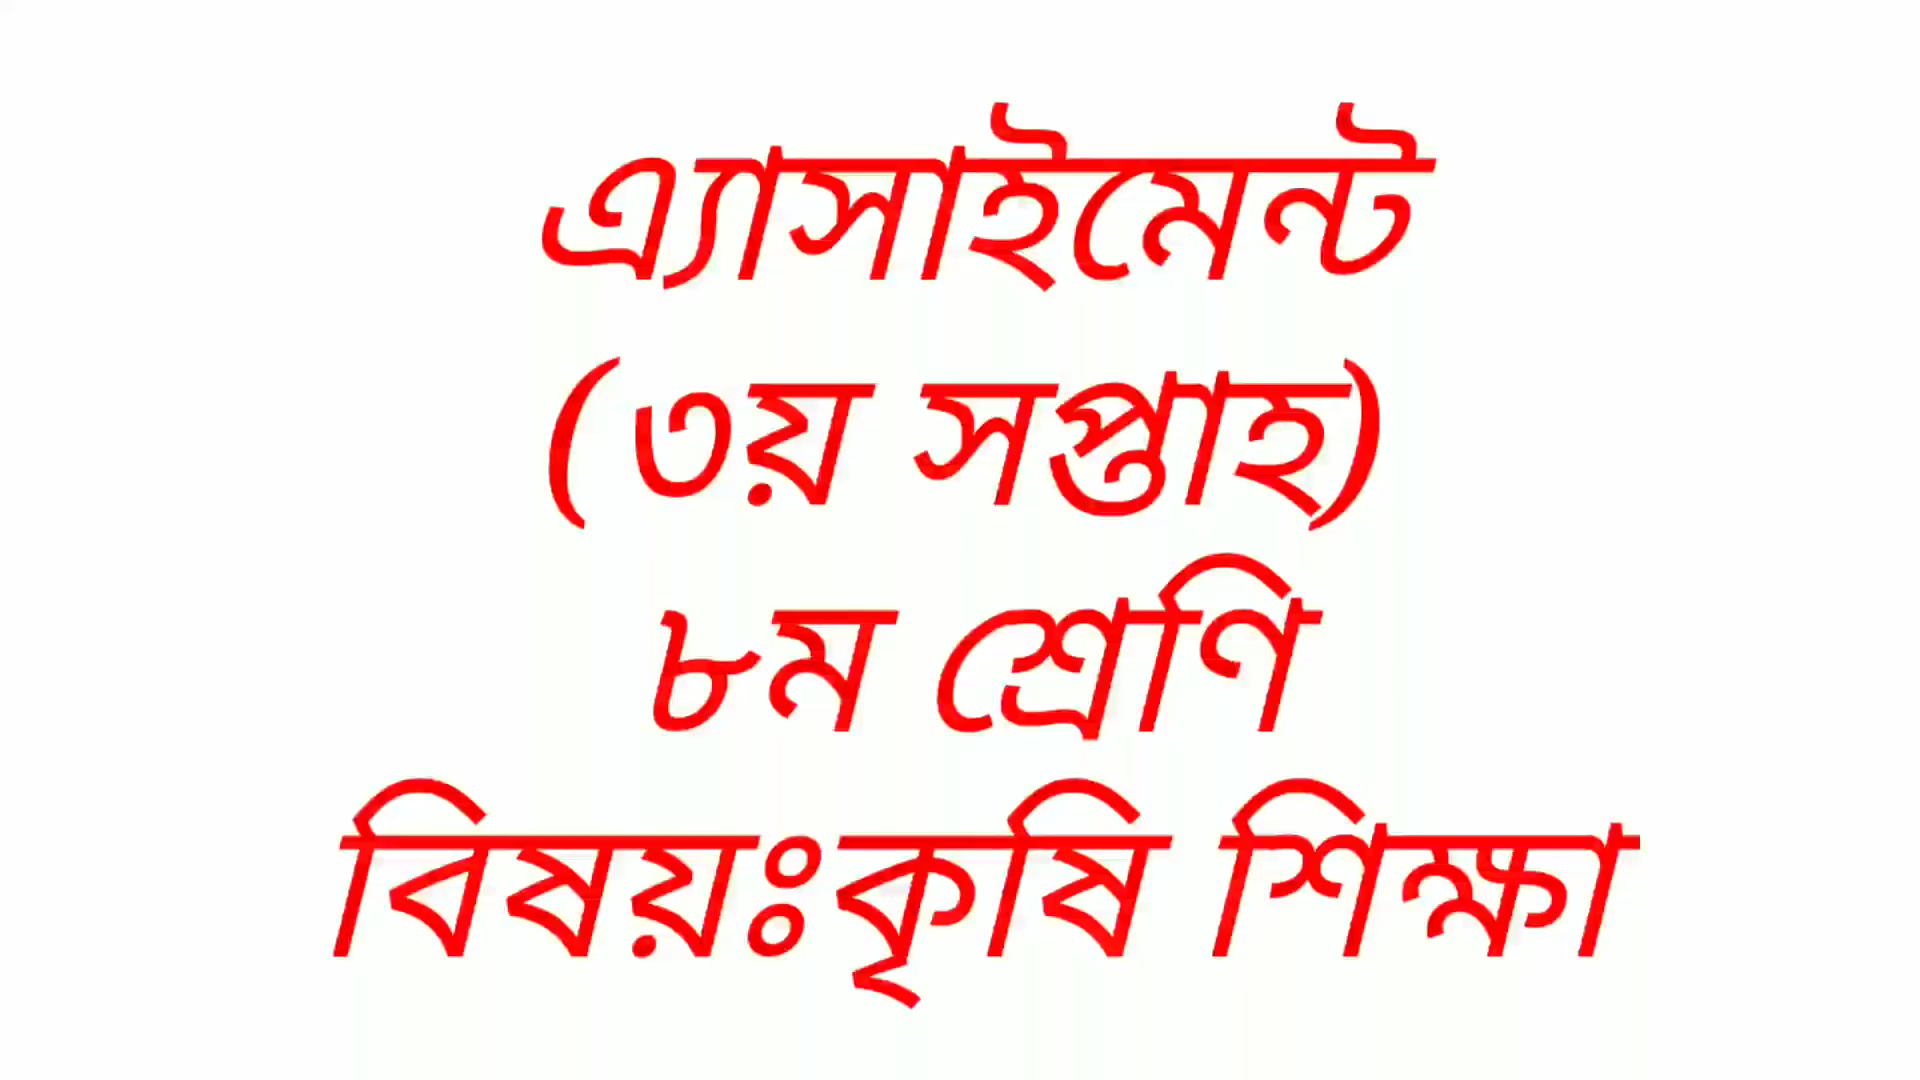 এ্যাসাইমেন্ট
(৩য় সপ্তাহ)
৮ম শ্রেণি
বিষয়ঃকৃষি শিক্ষা